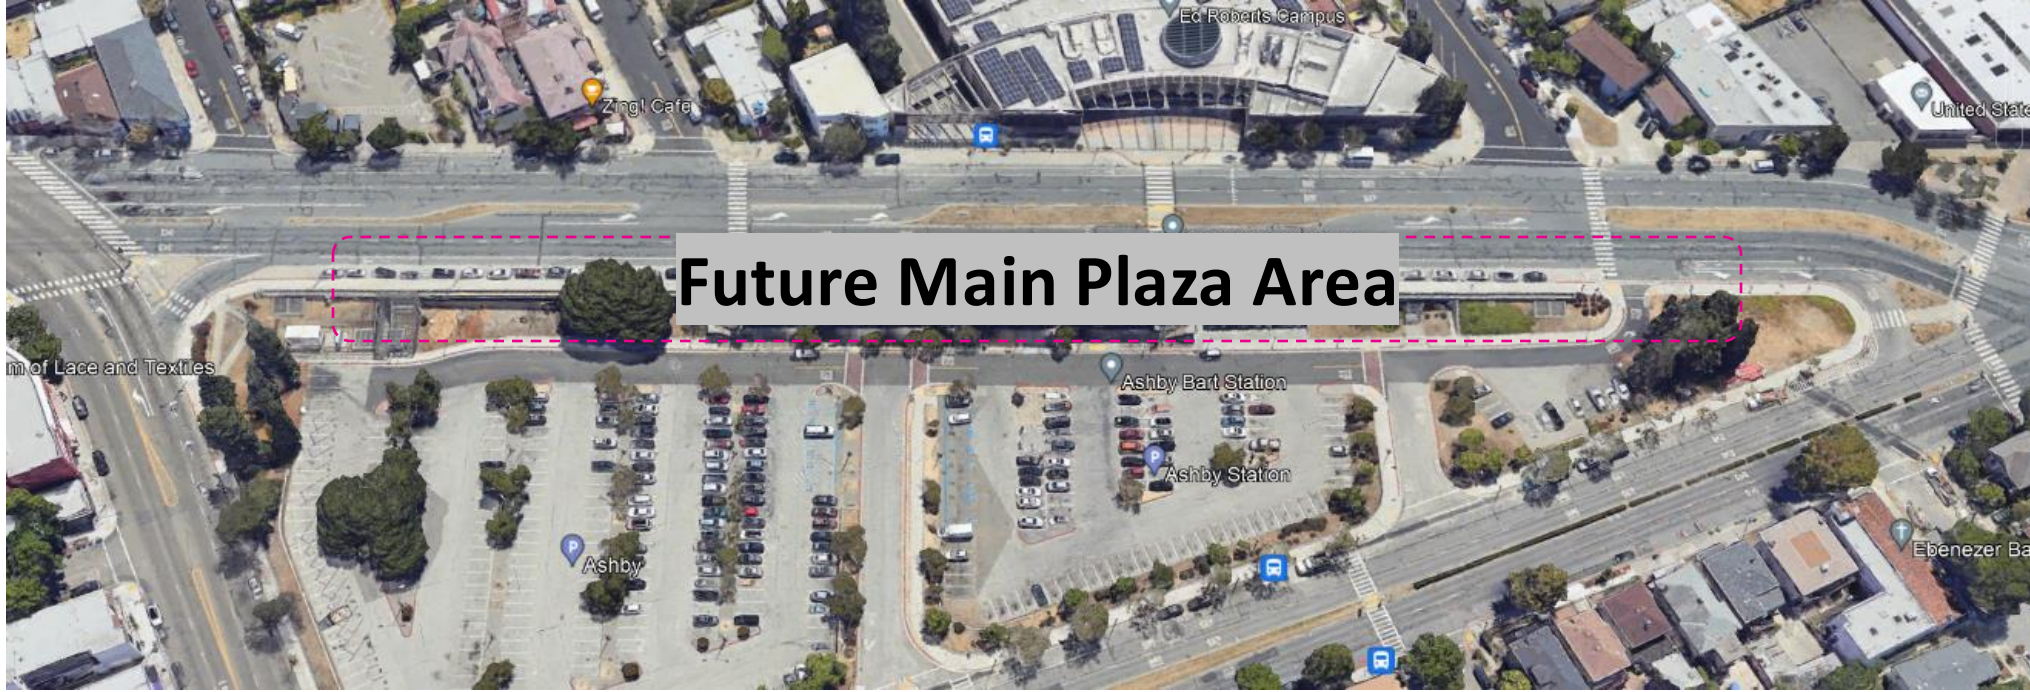 Ed Roberts Campus
Zing! Cafe
United State
Future Main Plaza Area
m of Lace and Textiles
Ashby Bart Station
P
Ashby Station
P
Ashby
Ebenezer Ba